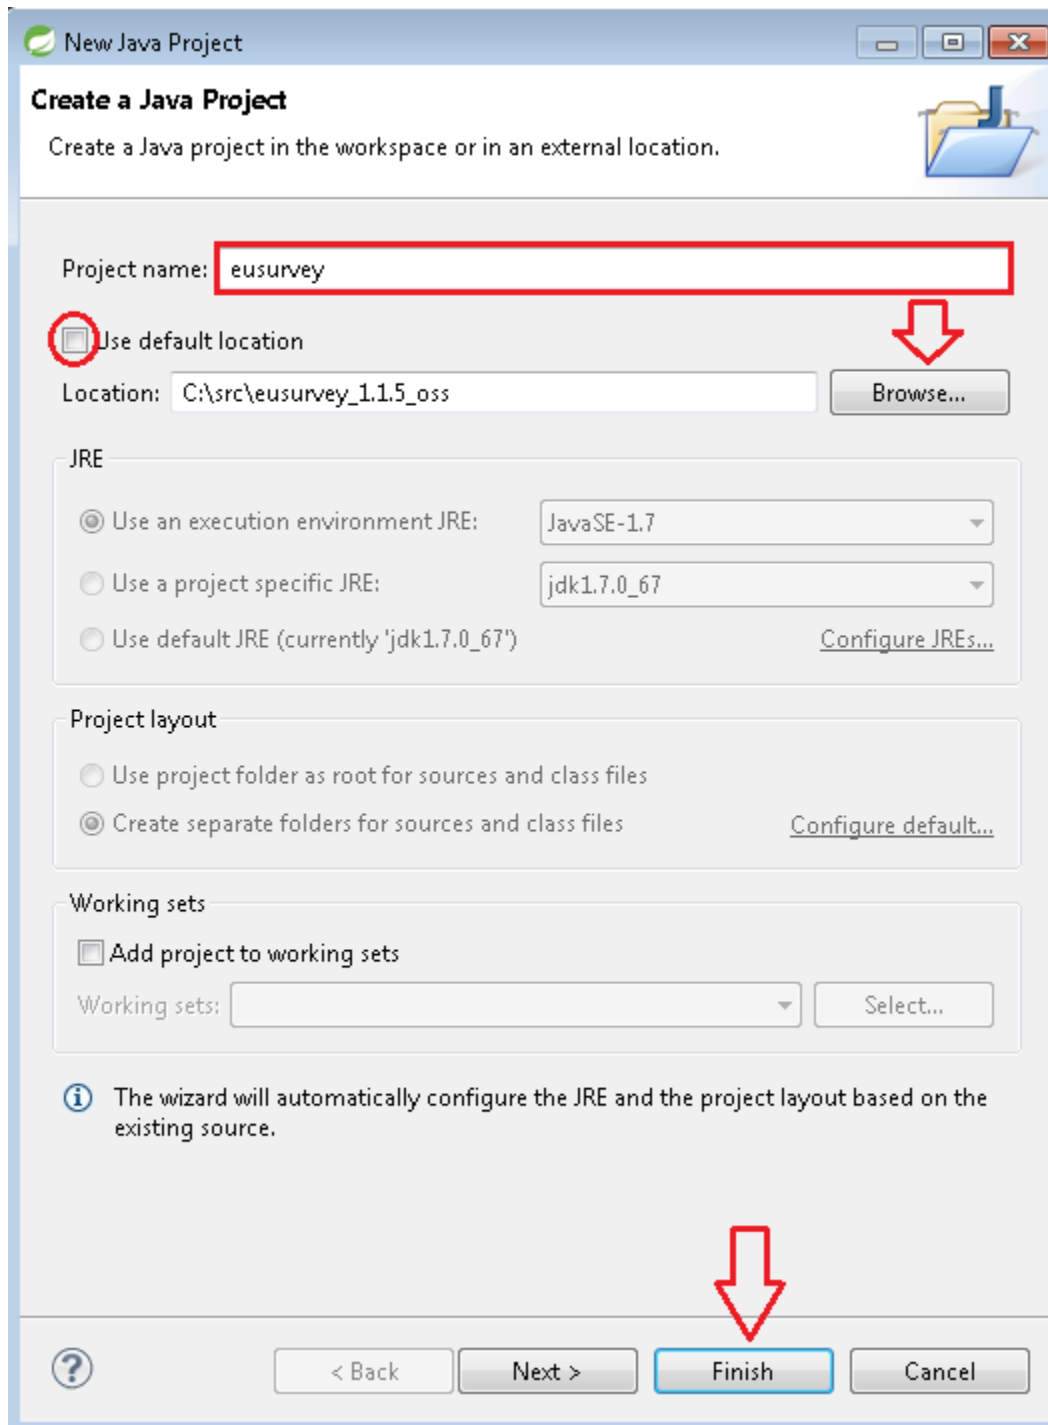 New Java Project
Create a Java Project
Create a Java project in the workspace or in an external location.
Project name: eusurvey
Use default location
Location: C:\src\eusurvey_1.1.5_oss Browse...
JRE
Use an execution environment JRE: JavaSE-1.7
Use a project specific JRE: jdk1.7.0_67
Use default JRE (currently 'jdk1.7.0_67') Configure JREs...
Project layout
Use project folder as root for sources and class files
Create separate folders for sources and class files Configure default...
Working sets
Add project to working sets
Working sets: Select...
The wizard will automatically configure the JRE and the project layout based on the
existing source.
< Back Next > Finish Cancel